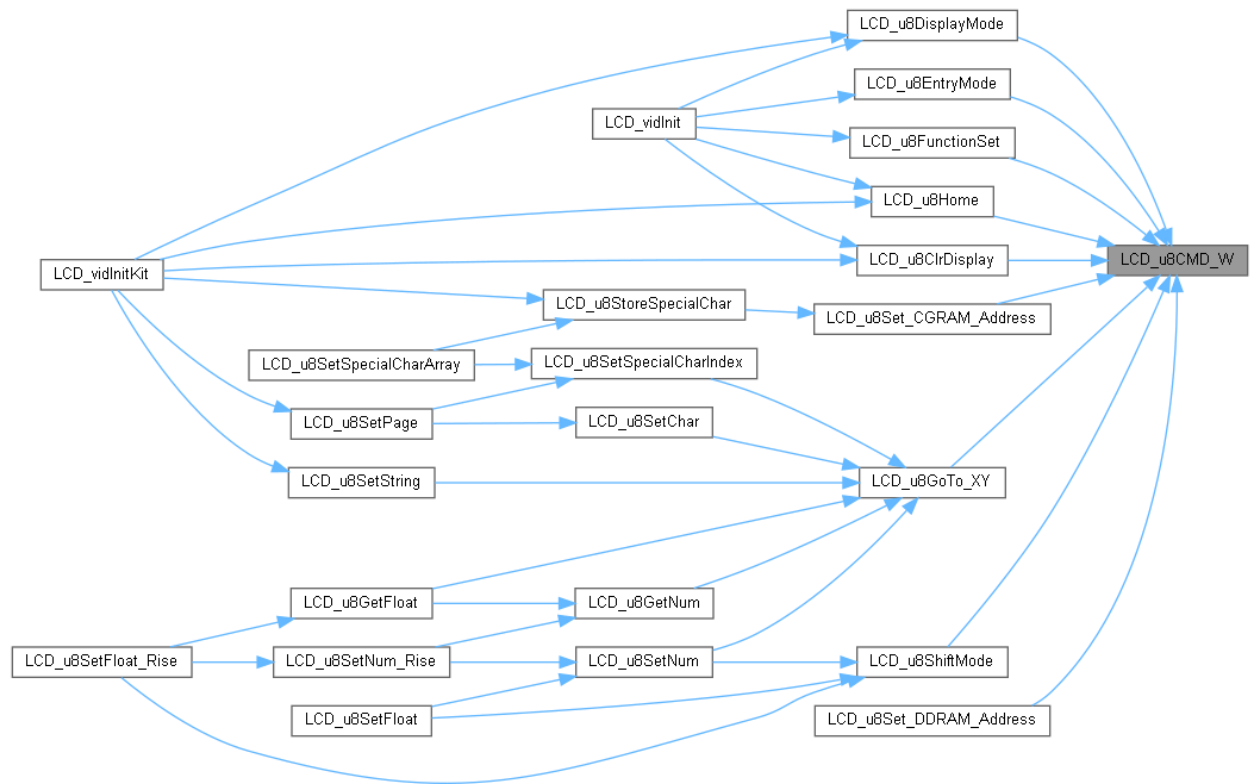 LCD_u8DisplayMode
LCD_u8EntryMode
LCD_vidInit
LCD_u8FunctionSet
LCD_u8Home
LCD_u8ClrDisplay
LCD_u8CMD_W
LCD_vidInitKit
LCD_u8StoreSpecialChar
LCD_u8Set_CGRAM_Address
LCD_u8SetSpecialCharArray
LCD_u8SetSpecialCharIndex
LCD_u8SetPage
LCD_u8SetChar
LCD_u8SetString
LCD_u8GoTo_XY
LCD_u8GetFloat
LCD_u8GetNum
LCD_u8SetFloat_Rise
LCD_u8SetNum_Rise
LCD_u8SetNum
LCD_u8ShiftMode
LCD_u8SetFloat
LCD_u8Set_DDRAM_Address